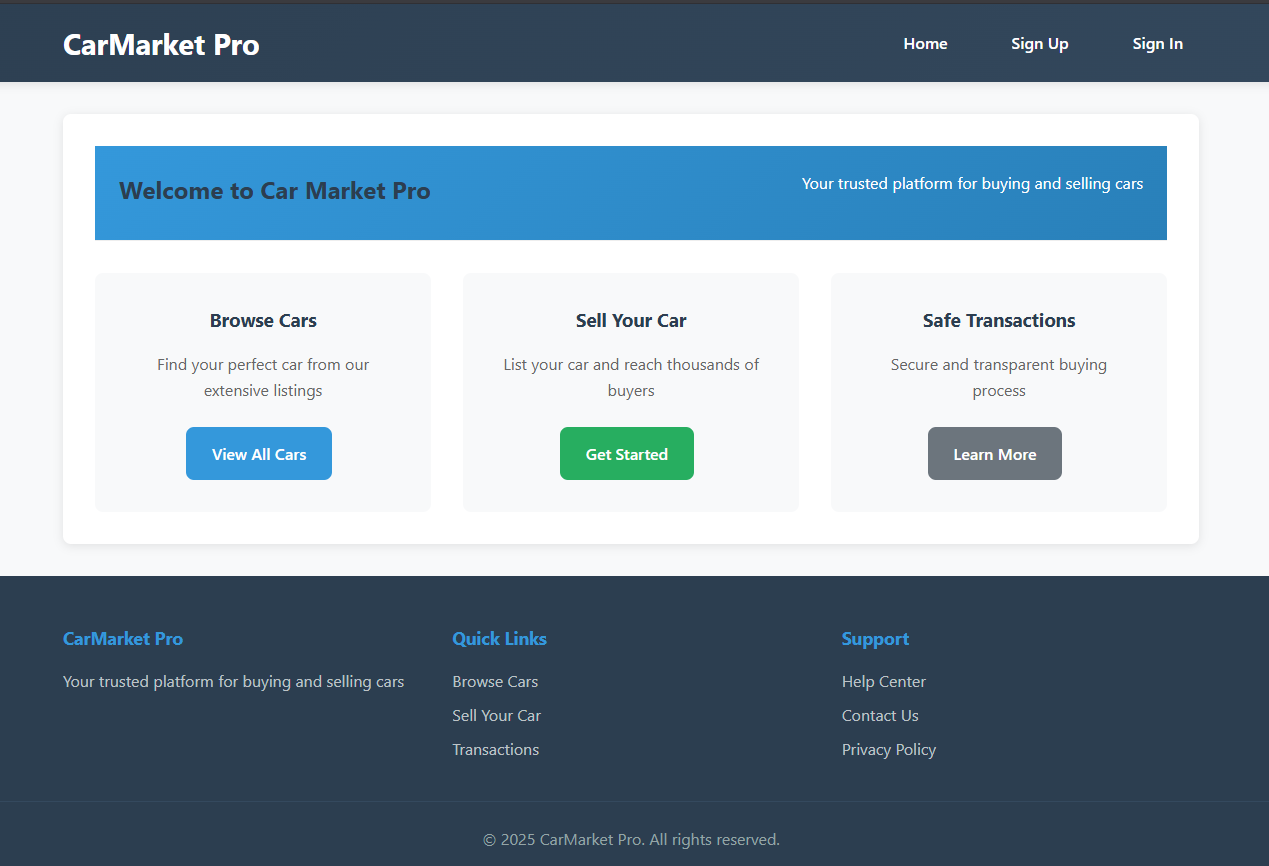 CarMarket Pro
Home
Sign Up
Sign In
Welcome to Car Market Pro
Your trusted platform for buying and selling cars
Browse Cars
Find your perfect car from our
extensive listings
View All Cars
Sell Your Car
List your car and reach thousands of
buyers
Get Started
Safe Transactions
Secure and transparent buying
process
Learn More
CarMarket Pro
Your trusted platform for buying and selling cars
Quick Links
Browse Cars
Sell Your Car
Transactions
Support
Help Center
Contact Us
Privacy Policy
© 2025 CarMarket Pro. All rights reserved.